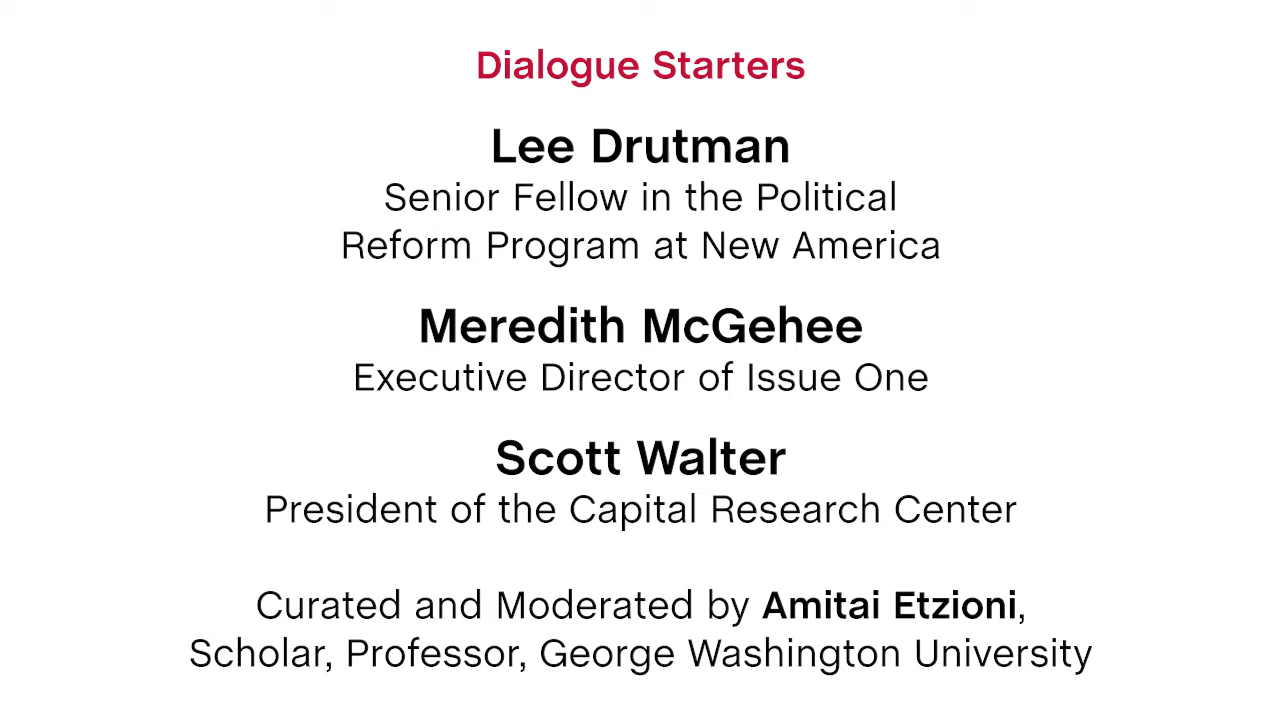 Dialogue Starters
Lee Drutman
Senior Fellow in the Political
Reform Program at New America
Meredith McGehee
Executive Director of Issue One
Scott Walter
President of the Capital Research Center
Curated and Moderated by Amitai Etzioni,
Scholar, Professor, George Washington University